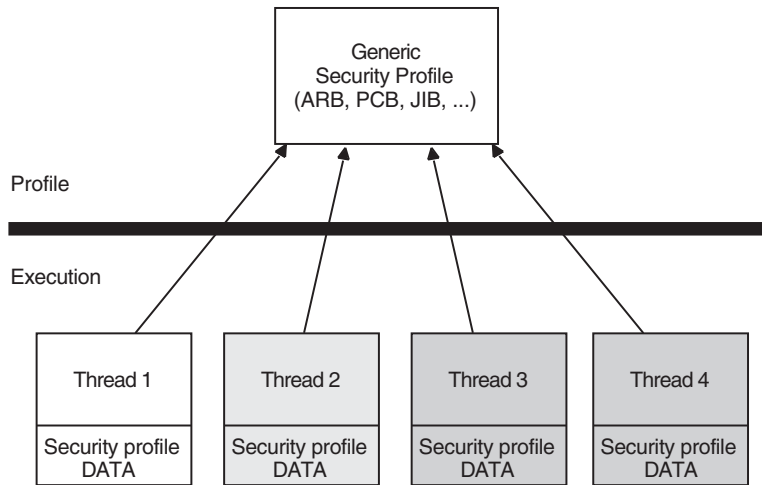 Generic
Security Profile
(ARB, PCB, JIB, ...)
Profile
Execution
Thread 1
Thread 2
Thread 3
Thread 4
Security profile
DATA
Security profile
DATA
Security profile
DATA
Security profile
DATA